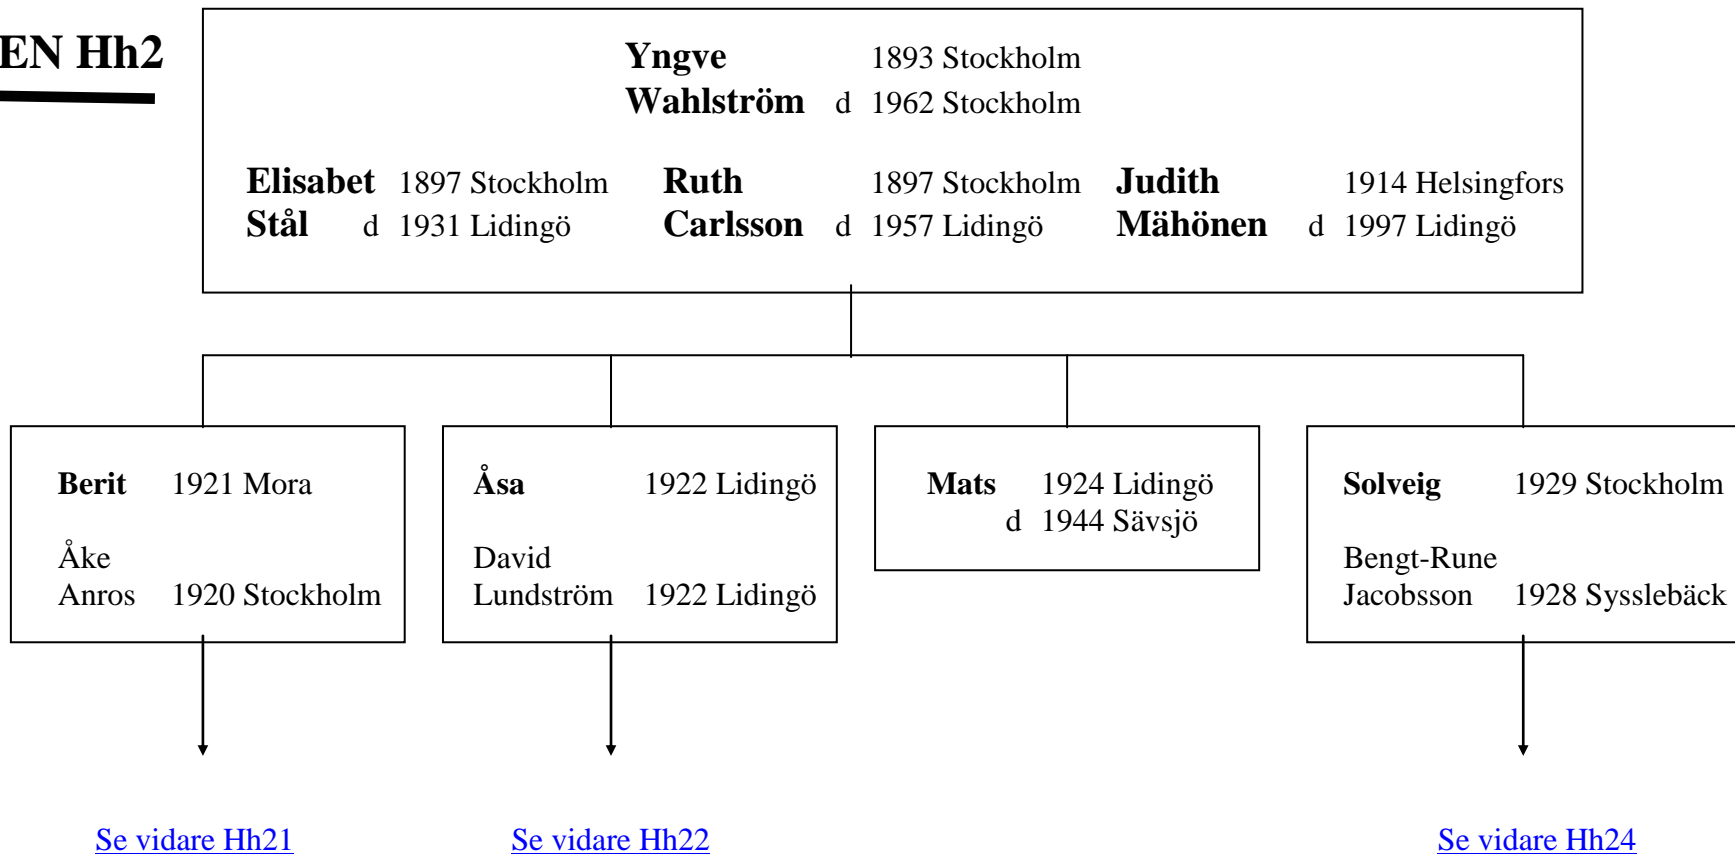 EN Hh2
Yngve 1893 Stockholm
Wahlström d 1962 Stockholm
Elisabet 1897 Stockholm Ruth 1897 Stockholm Judith 1914 Helsingfors
Stål d 1931 Lidingö Carlsson d 1957 Lidingö Mähönen d 1997 Lidingö
Berit 1921 Mora
Åke
Anros 1920 Stockholm
Åsa 1922 Lidingö
David
Lundström 1922 Lidingö
Mats 1924 Lidingö
d 1944 Sävsjö
Solveig 1929 Stockholm
Bengt-Rune
Jacobsson 1928 Sysslebäck
Se vidare Hh21
Se vidare Hh22
Se vidare Hh24